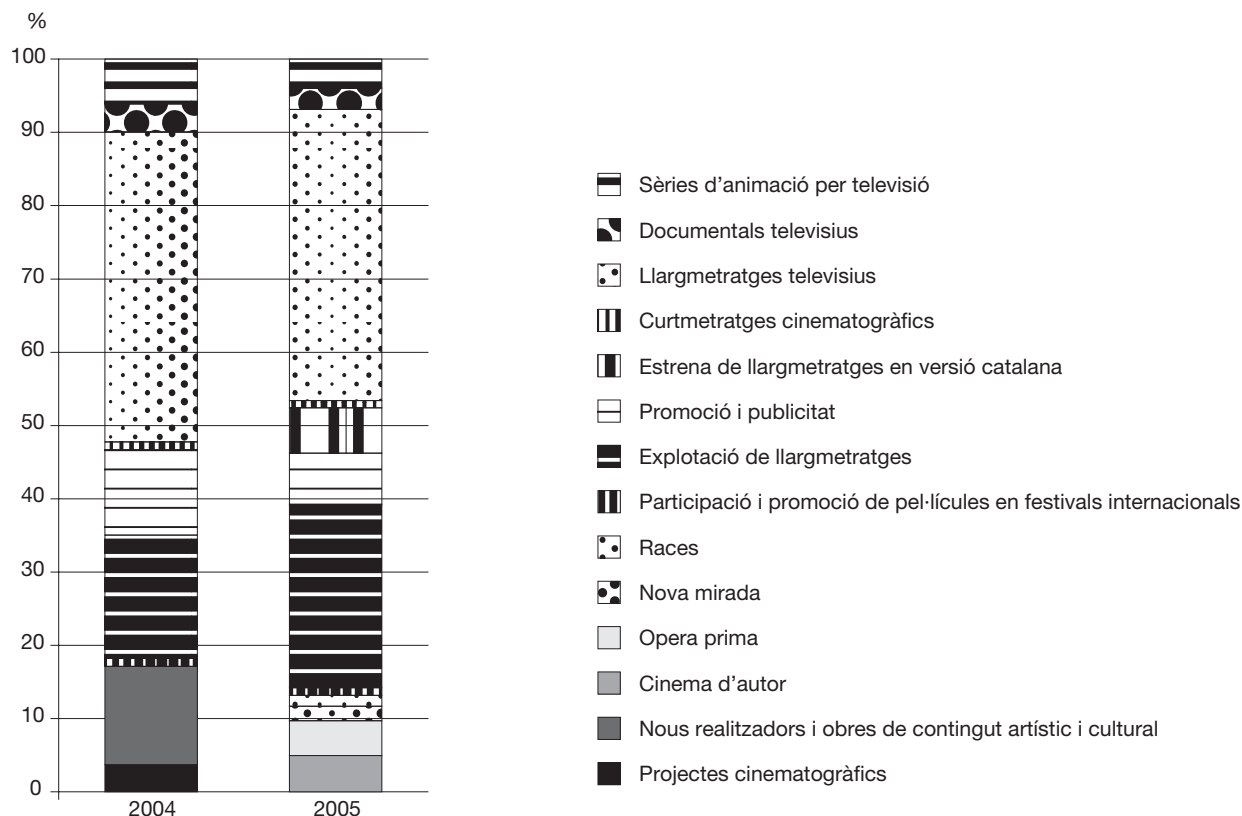 %
100
90
80
70
60
50
40
30
20
10
0
2004 2005
Sèries d'animació per televisió
Documentals televisius
Llargmetratges televisius
Curtmetratges cinematogràfics
Estrena de llargmetratges en versió catalana
Promoció i publicitat
Explotació de llargmetratges
Participació i promoció de pel·lícules en festivals internacionals
Races
Nova mirada
Opera prima
Cinema d'autor
Nous realitzadors i obres de contingut artístic i cultural
Projectes cinematogràfics